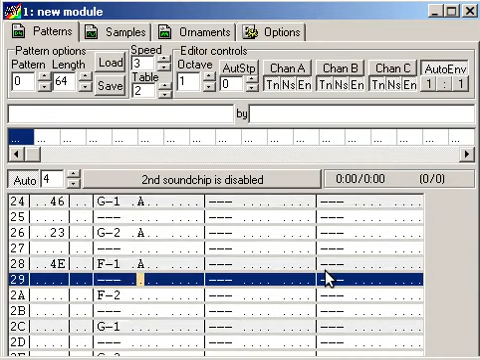 1: new module
Patterns Samples Ornaments Options
Pattern options Speed Editor controls
Pattern Length Load 3 Octave AutStp Chan A Chan B Chan C AutoEnv
0 64 Save Table 1 0 Tn Ns En Tn Ns En Tn Ns En 1 : 1
2
by
... ... ... ... ... ... ... ... ... ... ... ... ... ... ... ... ...
Auto 4 2nd soundchip is disabled 0:00/0:00 (0/0)
24 ..46 .. G-1 .A.. .... --- .... .... --- .... ....
25 .... .. --- .... .... --- .... .... --- .... ....
26 ..23 .. G-2 .A.. .... --- .... .... --- .... ....
27 .... .. --- .... .... --- .... .... --- .... ....
28 ..4E .. F-1 .A.. .... --- .... .... --- .... ....
29 .... .. --- .... .... --- .... .... --- .... ....
2A .... .. F-2 .... .... --- .... .... --- .... ....
2B .... .. --- .... .... --- .... .... --- .... ....
2C .... .. G-1 .... .... --- .... .... --- .... ....
2D .... .. --- .... .... --- .... .... --- .... ....